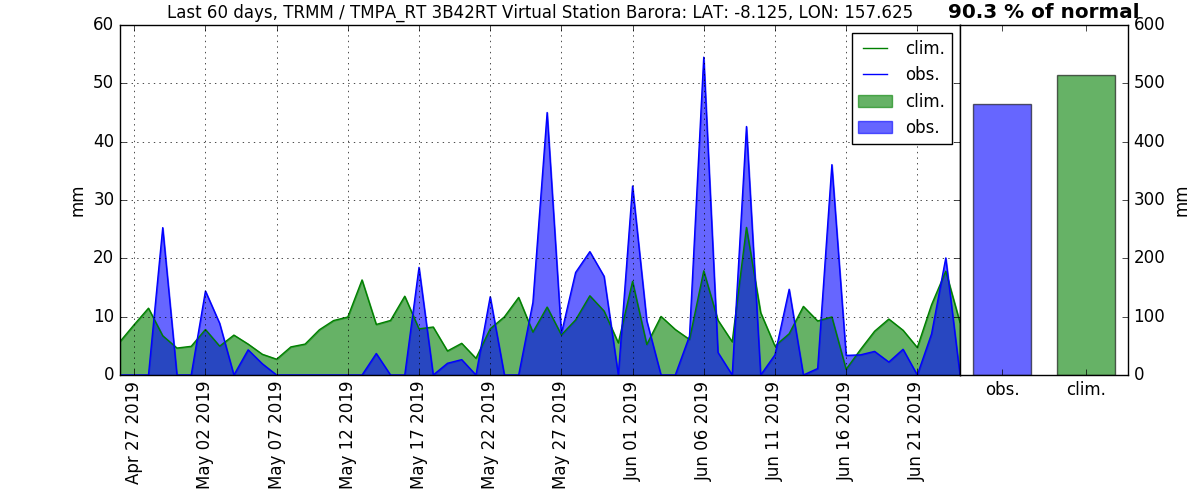 Last 60 days, TRMM / TMPA_RT 3B42RT Virtual Station Barora: LAT: -8.125, LON: 157.625
90.3 % of normal
60
50
40
30
20
10
0
mm
clim.
obs.
clim.
obs.
600
500
400
300
200
100
0
mm
Apr 27 2019
May 02 2019
May 07 2019
May 12 2019
May 17 2019
May 22 2019
May 27 2019
Jun 01 2019
Jun 06 2019
Jun 11 2019
Jun 16 2019
Jun 21 2019
obs.
clim.